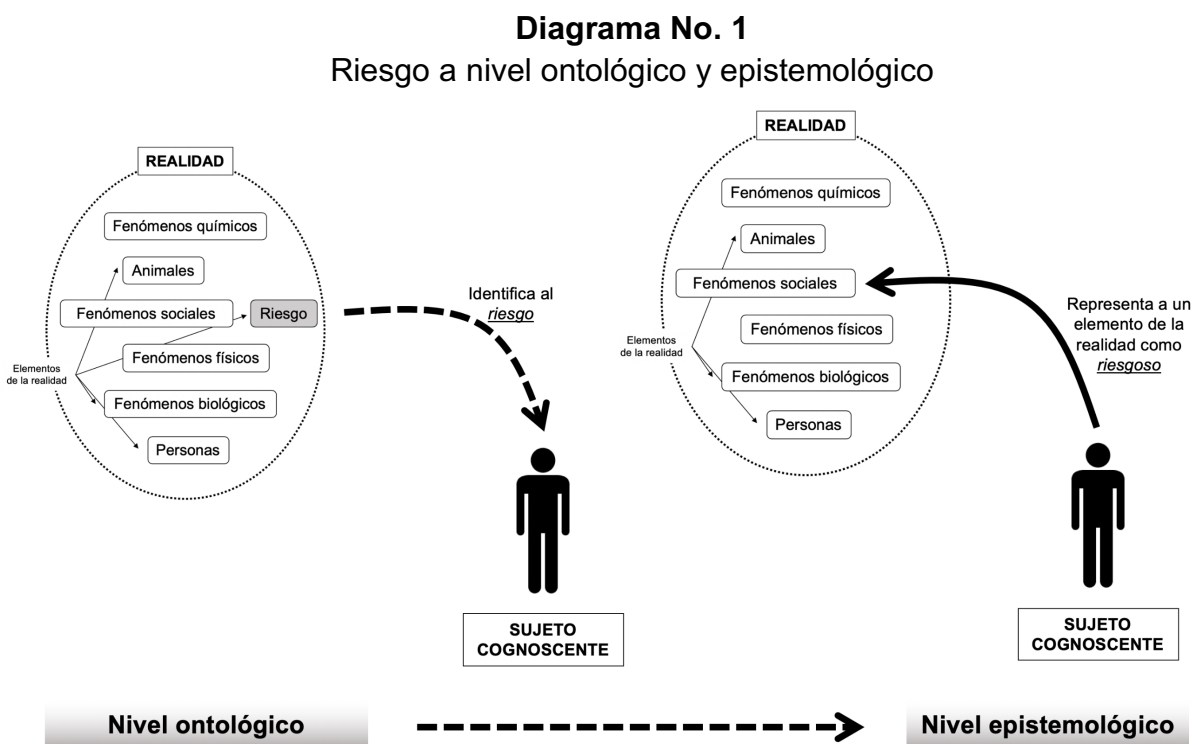 Diagrama No. 1
Riesgo a nivel ontológico y epistemológico
REALIDAD
Fenómenos químicos
Animales
Fenómenos sociales
Riesgo
Fenómenos físicos
Elementos
de la realidad
Fenómenos biológicos
Personas
Identifica al
riesgo
SUJETO
COGNOSCENTE
REALIDAD
Fenómenos químicos
Animales
Fenómenos sociales
Fenómenos físicos
Elementos
de la realidad
Fenómenos biológicos
Personas
Representa a un
elemento de la
realidad como
riesgoso
SUJETO
COGNOSCENTE
Nivel ontológico
Nivel epistemológico